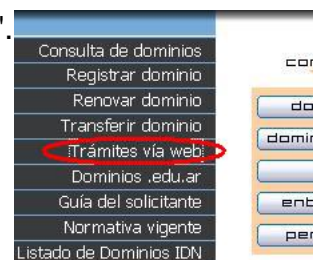 ".
Consulta de dominios
Registrar dominio
Renovar dominio
Transferir dominio
Trámites vía web
Dominios .edu.ar
Guía del solicitante
Normativa vigente
Listado de Dominios IDN